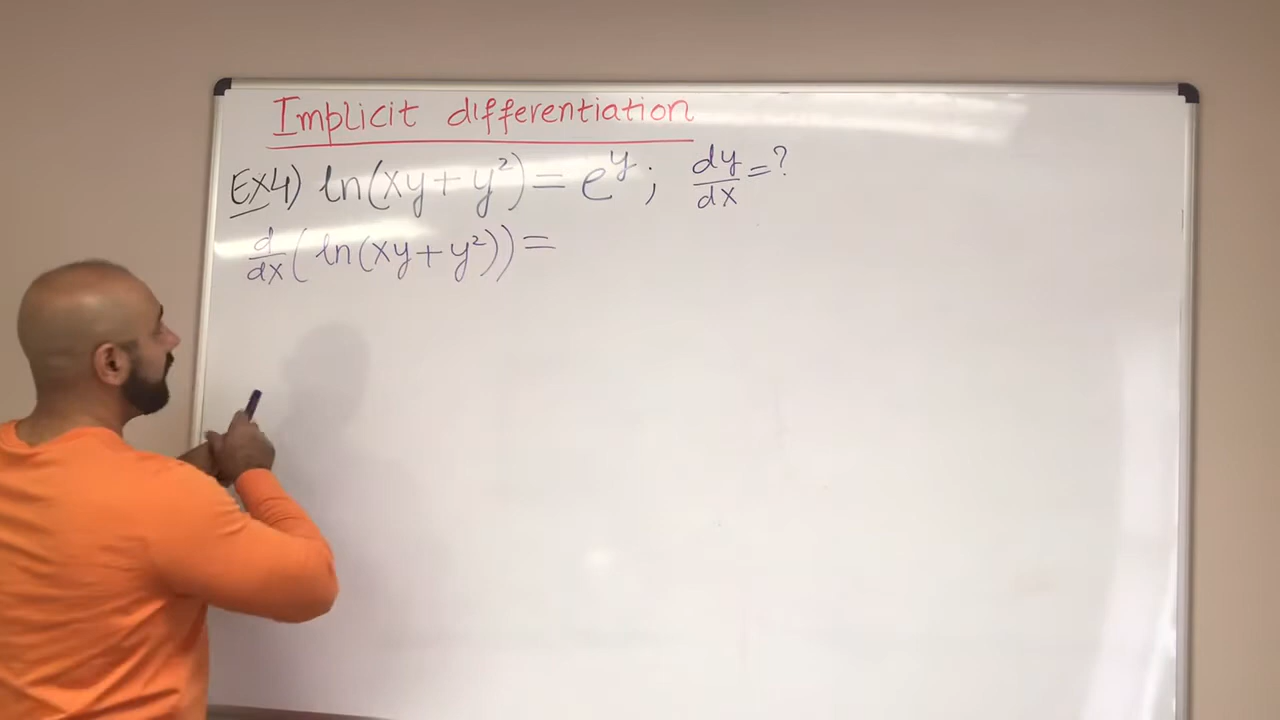 Implicit differentiation
EX4) ln(xy+y²)=e^y; dy/dx=?
d/dx(ln(xy+y²))=